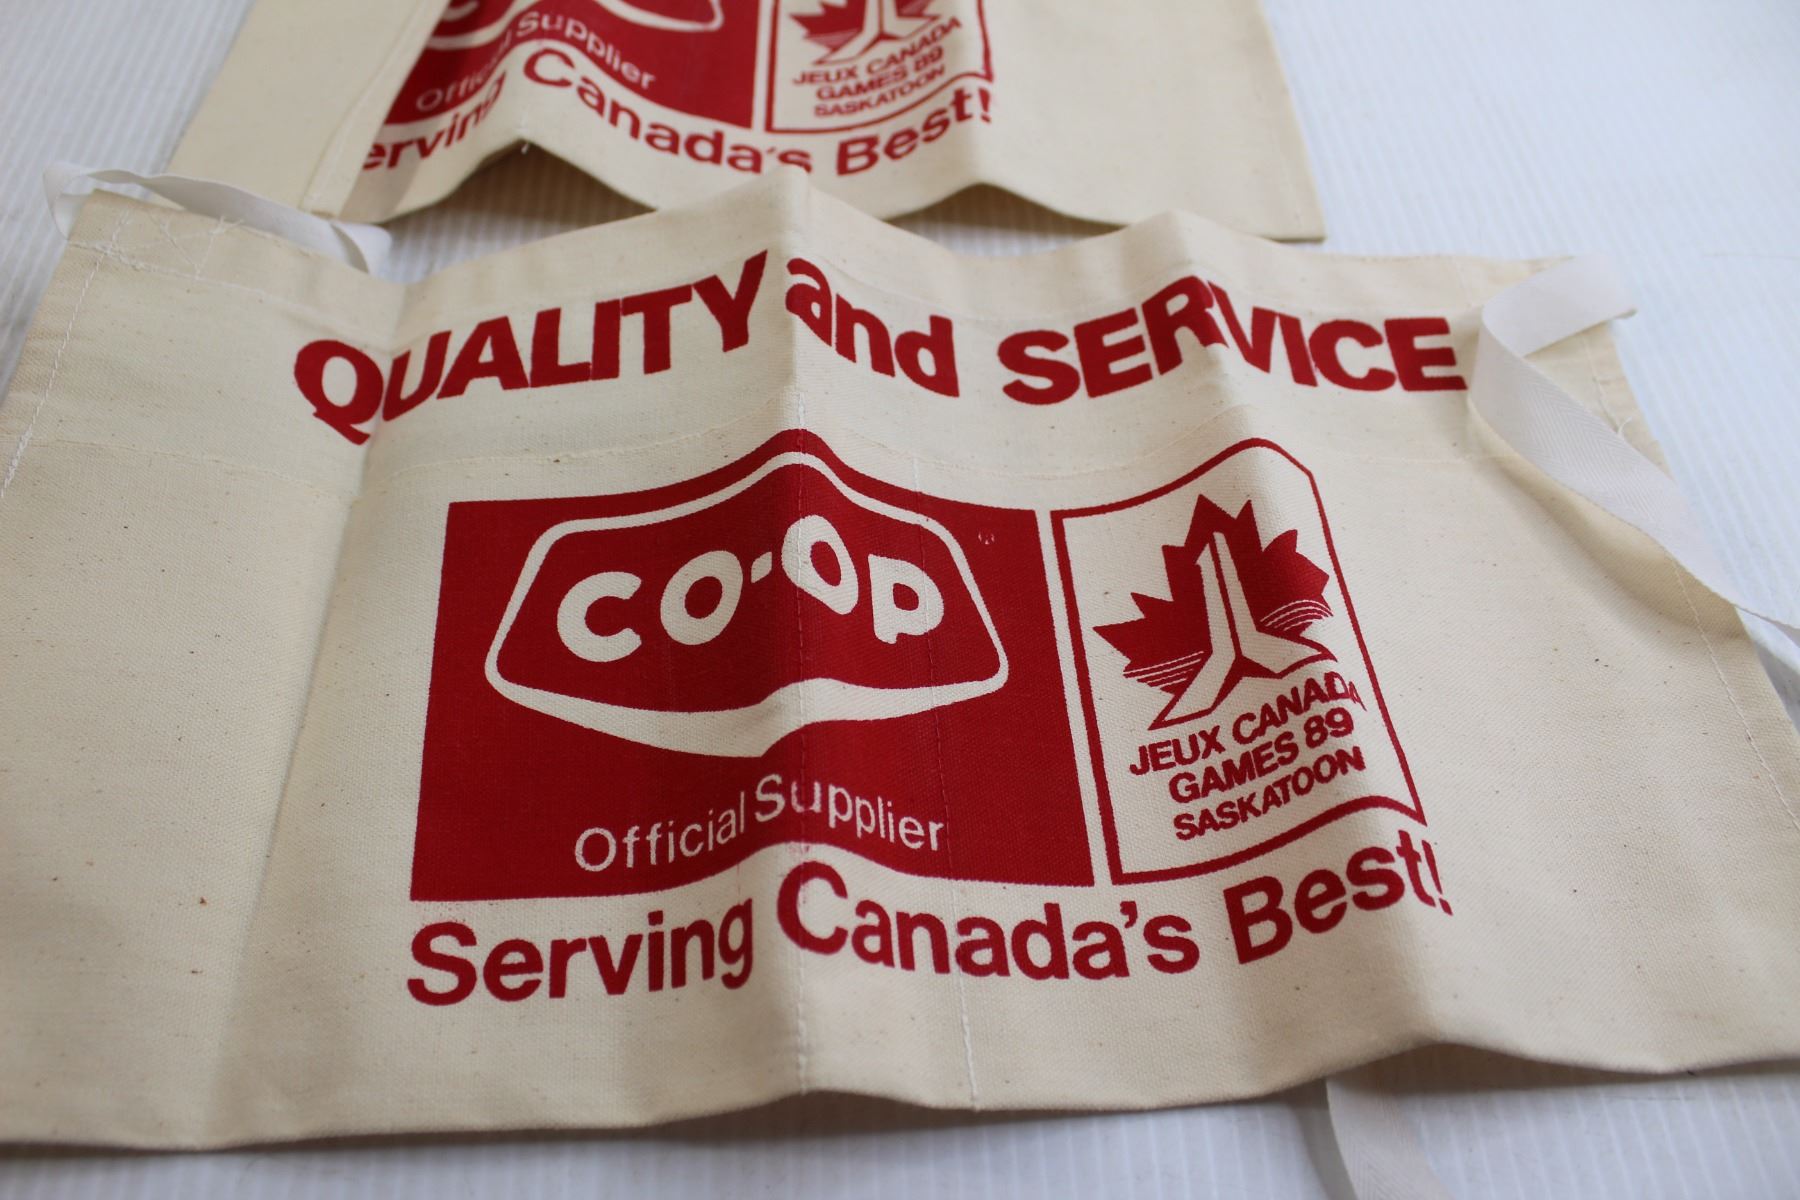 Official Supplier
JEUX CANADA
GAMES 89
SASKATOON
erving Canada's Best!
QUALITY and SERVICE
CO-OP ®
Official Supplier
JEUX CANADA
GAMES 89
SASKATOON
Serving Canada's Best!